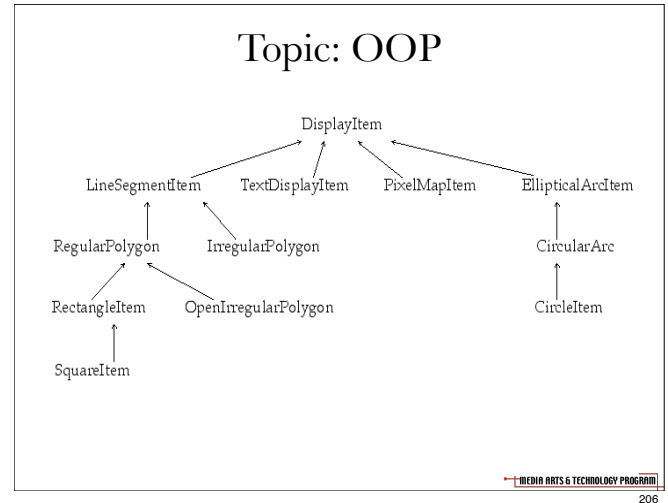 Topic: OOP
DisplayItem
LineSegmentItem TextDisplayItem PixelMapItem EllipticalArcItem
RegularPolygon IrregularPolygon CircularArc
RectangleItem OpenIrregularPolygon CircleItem
SquareItem
MEDIA ARTS & TECHNOLOGY PROGRAM
206